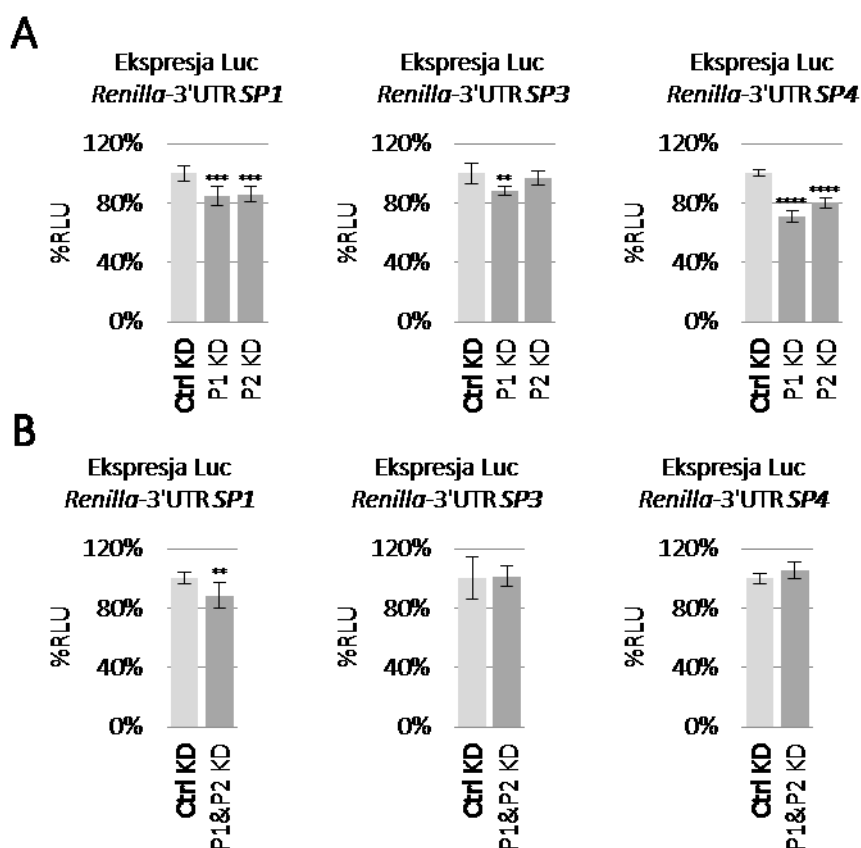 A
Ekspresja Luc
Renilla-3'UTR SP1
120%
80%
40%
0%
%RLU
***
***
Ctrl KD
P1 KD
P2 KD
Ekspresja Luc
Renilla-3'UTR SP3
120%
80%
40%
0%
%RLU
**
Ctrl KD
P1 KD
P2 KD
Ekspresja Luc
Renilla-3'UTR SP4
120%
80%
40%
0%
%RLU
****
****
Ctrl KD
P1 KD
P2 KD
B
Ekspresja Luc
Renilla-3'UTR SP1
120%
80%
40%
0%
%RLU
**
Ctrl KD
P1&P2 KD
Ekspresja Luc
Renilla-3'UTR SP3
120%
80%
40%
0%
%RLU
Ctrl KD
P1&P2 KD
Ekspresja Luc
Renilla-3'UTR SP4
120%
80%
40%
0%
%RLU
Ctrl KD
P1&P2 KD